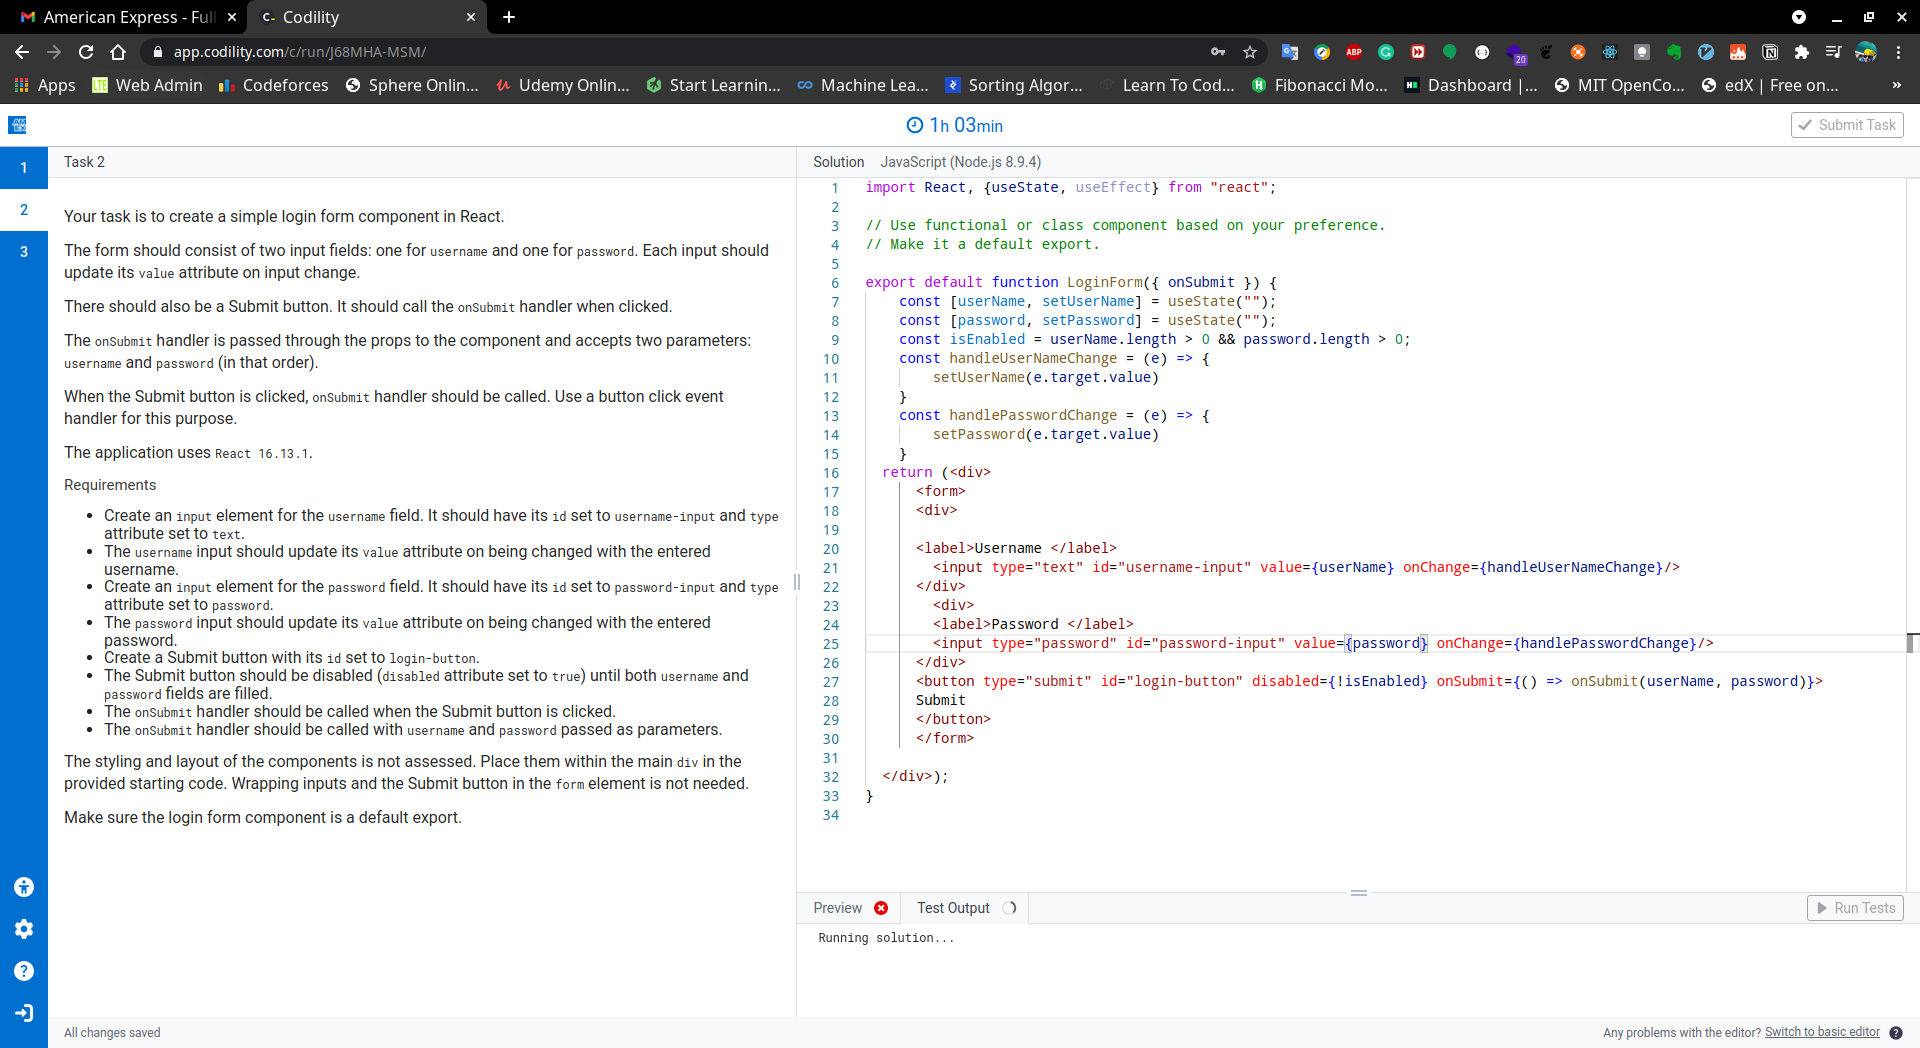 American Express - Ful
Codility
app.codility.com/c/run/J68MHA-MSM/
ABP
20
Apps
Web Admin
Codeforces
Sphere Onlin...
Udemy Onlin...
Start Learnin...
Machine Lea...
Sorting Algor...
Learn To Cod...
Fibonacci Mo...
Dashboard |...
MIT OpenCo...
edX | Free on...
»
1h 03min
Submit Task
1
2
3
Task 2
Your task is to create a simple login form component in React.
The form should consist of two input fields: one for username and one for password. Each input should
update its value attribute on input change.
There should also be a Submit button. It should call the onSubmit handler when clicked.
The onSubmit handler is passed through the props to the component and accepts two parameters:
username and password (in that order).
When the Submit button is clicked, onSubmit handler should be called. Use a button click event
handler for this purpose.
The application uses React 16.13.1.
Requirements
• Create an input element for the username field. It should have its id set to username-input and type
attribute set to text.
• The username input should update its value attribute on being changed with the entered
username.
• Create an input element for the password field. It should have its id set to password-input and type
attribute set to password.
• The password input should update its value attribute on being changed with the entered
password.
• Create a Submit button with its id set to login-button.
• The Submit button should be disabled (disabled attribute set to true) until both username and
password fields are filled.
• The onSubmit handler should be called when the Submit button is clicked.
• The onSubmit handler should be called with username and password passed as parameters.
The styling and layout of the components is not assessed. Place them within the main div in the
provided starting code. Wrapping inputs and the Submit button in the form element is not needed.
Make sure the login form component is a default export.
All changes saved
Solution JavaScript (Node.js 8.9.4)
1 import React, {useState, useEffect} from "react";
2
3 // Use functional or class component based on your preference.
4 // Make it a default export.
5
6 export default function LoginForm({ onSubmit }) {
7 const [userName, setUserName] = useState("");
8 const [password, setPassword] = useState("");
9 const isEnabled = userName.length > 0 && password.length > 0;
10 const handleUserNameChange = (e) => {
11 setUserName(e.target.value)
12 }
13 const handlePasswordChange = (e) => {
14 setPassword(e.target.value)
15 }
16 return (<div>
17 <form>
18 <div>
19
20 <label>Username </label>
21 <input type="text" id="username-input" value={userName} onChange={handleUserNameChange}/>
22 </div>
23 <div>
24 <label>Password </label>
25 <input type="password" id="password-input" value={password} onChange={handlePasswordChange}/>
26 </div>
27 <button type="submit" id="login-button" disabled={!isEnabled} onSubmit={() => onSubmit(userName, password)}>
28 Submit
29 </button>
30 </form>
31
32 </div>);
33 }
34
Preview
Test Output
Run Tests
Running solution...
Any problems with the editor? Switch to basic editor